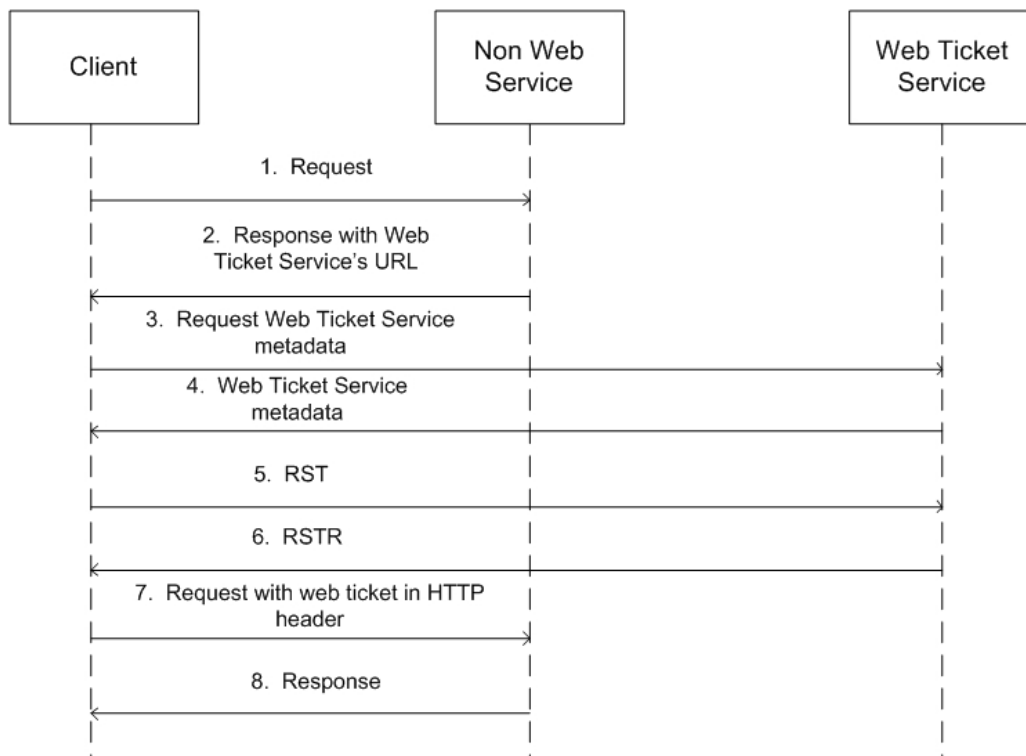 Client
Non Web
Service
Web Ticket
Service
1. Request
2. Response with Web
Ticket Service's URL
3. Request Web Ticket Service
metadata
4. Web Ticket Service
metadata
5. RST
6. RSTR
7. Request with web ticket in HTTP
header
8. Response